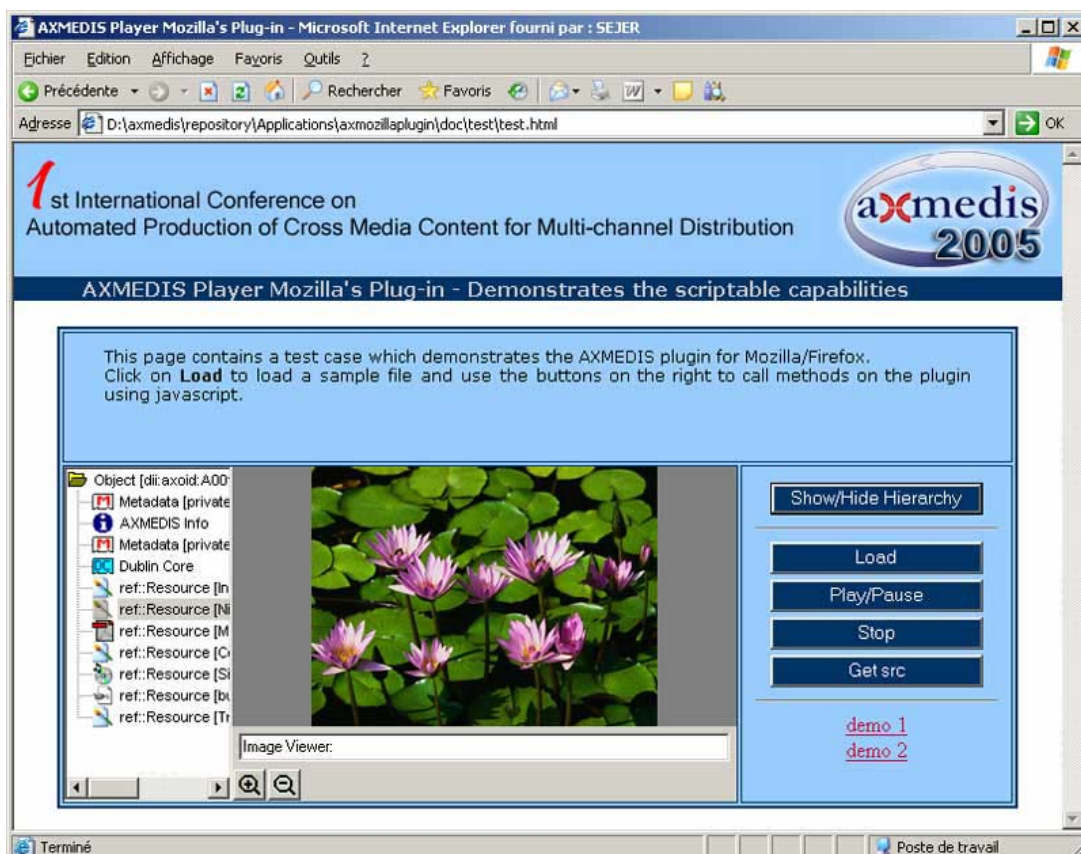 AXMEDIS Player Mozilla's Plug-in - Microsoft Internet Explorer fourni par : SEJER
Fichier Edition Affichage Favoris Outils ?
Précédente Rechercher Favoris
Adresse D:\axmedis\repository\Applications\axmozillaplugin\doc\test\test.html OK
1st International Conference on
Automated Production of Cross Media Content for Multi-channel Distribution
axmedis
2005
AXMEDIS Player Mozilla's Plug-in - Demonstrates the scriptable capabilities
This page contains a test case which demonstrates the AXMEDIS plugin for Mozilla/Firefox.
Click on Load to load a sample file and use the buttons on the right to call methods on the plugin
using javascript.
Object [dii:axoid:A00
Metadata [private
AXMEDIS Info
Metadata [private
Dublin Core
ref::Resource [In
ref::Resource [Ni
ref::Resource [M
ref::Resource [C
ref::Resource [Si
ref::Resource [bu
ref::Resource [Tr
Image Viewer:
Show/Hide Hierarchy
Load
Play/Pause
Stop
Get src
demo 1
demo 2
Terminé
Poste de travail